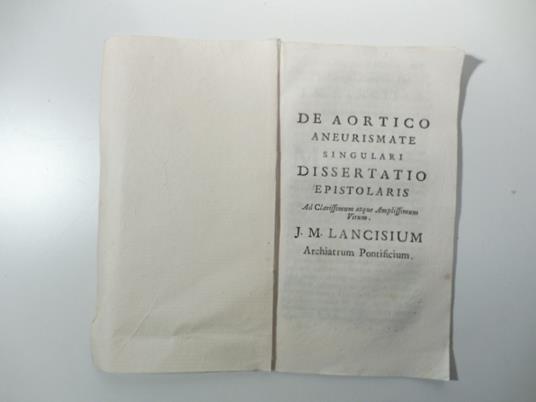 DE AORTICO
ANEURISMATE
SINGULARI
DISSERTATIO
EPISTOLARIS
Ad Clarissimum atque Amplissimum
Virum.
J. M. LANCISIUM
Archiatrum Pontificium.